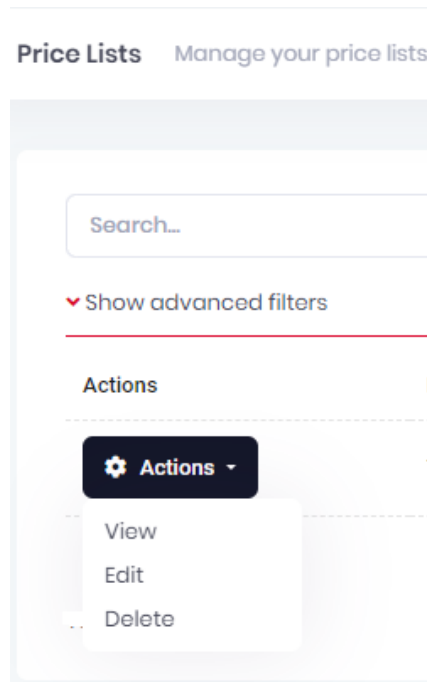 Price Lists Manage your price lists
Search...
Show advanced filters
Actions
Actions
View
Edit
Delete